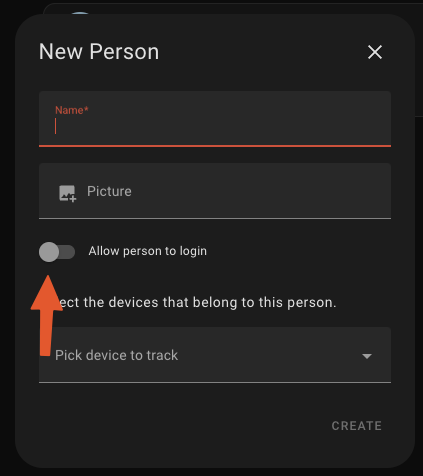 New Person
Name*
Picture
Allow person to login
ect the devices that belong to this person.
Pick device to track
CREATE